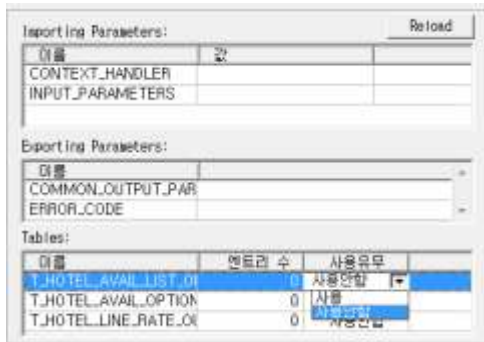 Importing Parameters:
Reload
이름 값
CONTEXT_HANDLER
INPUT_PARAMETERS
Exporting Parameters:
이름
COMMON_OUTPUT_PAR
ERROR_CODE
Tables:
이름 엔트리 수 사용유무
T_HOTEL_AVAIL_LIST_O 0 사용안함
T_HOTEL_AVAIL_OPTION 0 사용
사용안함
T_HOTEL_LINE_RATE_O 0 사용안함